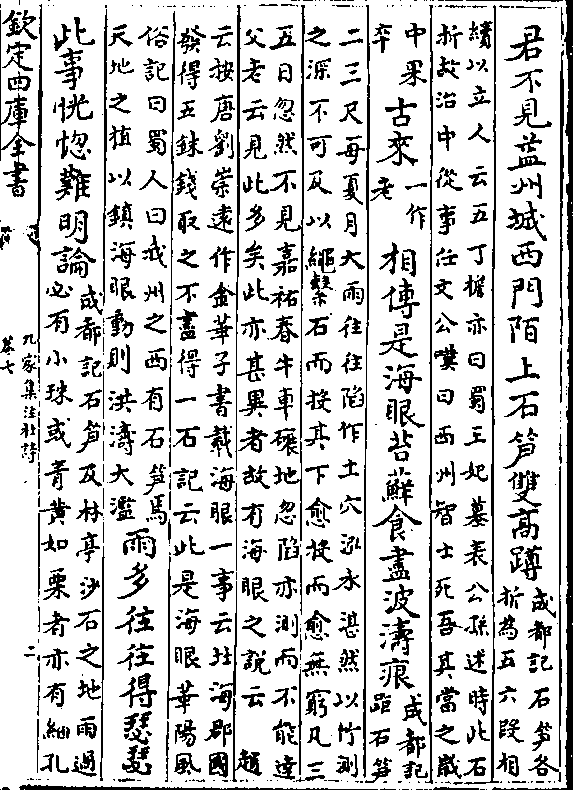 君不見益州城西門陌上石筍雙高蹲
成都記石筍各
折為五六段相
續以立人云五丁擔亦曰蜀王妃墓表公孫述時此石
折故治中從事任文公嘆曰西州智士死吾其當之歳
中果
卒
古來
一作
老
相傳是海眼苔蘚食盡波濤痕
成都記
距石筍
二三尺每夏月大雨往往陷作土穴泓水湛然以竹測
之深不可及以繩繫石而投其下愈投而愈無窮凡三
五日忽然不見嘉祐春牛車碾地忽陷亦測而不能達
父老云見此多矣此亦甚異者故有海眼之説云 趙
云按唐劉崇遠作金華子書載海眼一事云北海郡國
發得五銖錢取之不盡得一石記云此是海眼華陽風
俗記曰蜀人曰我州之西有石筍焉
天地之植以鎮海眼動則洪濤大濫
雨多往往得瑟瑟
此事恍惚難明論
成都記石筍及林亭沙石之地雨過
必有小珠或青黄如栗者亦有細孔
欽定四庫全書
九家集注杜詩
卷七
二